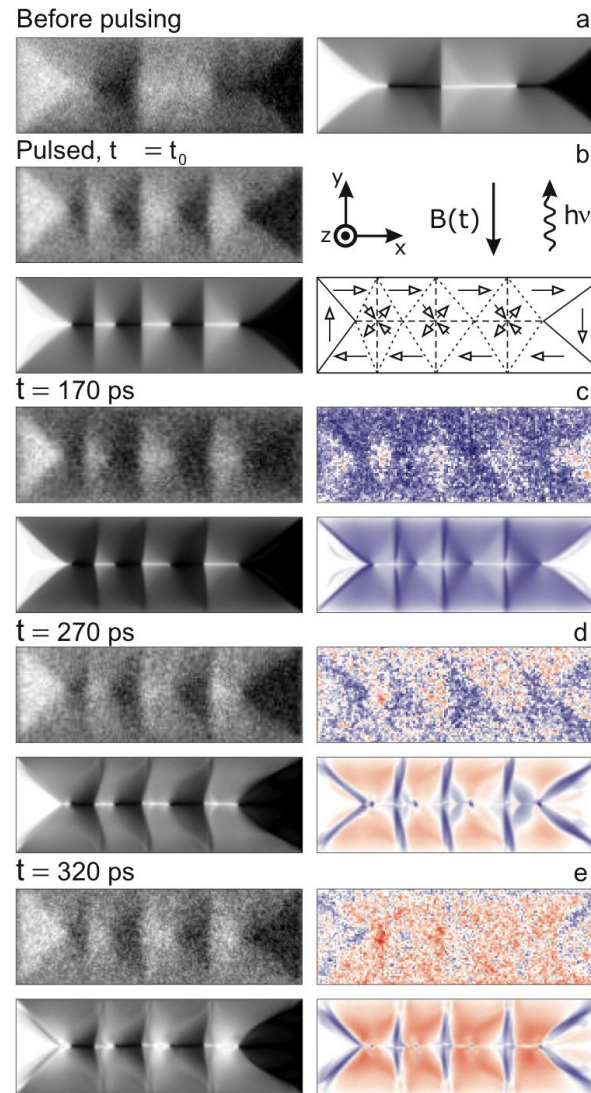 Before pulsing a
Pulsed, t = t₀ b
y
z
x
B(t)
hν
t = 170 ps c
t = 270 ps d
t = 320 ps e